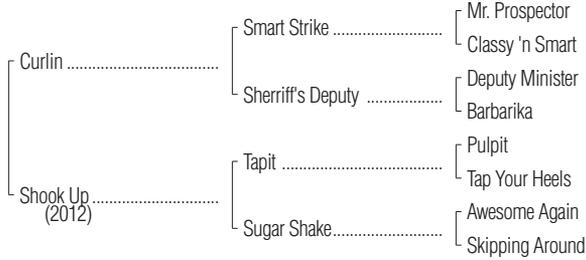 Mr. Prospector
Smart Strike ..............................
Classy 'n Smart
Curlin ..........................................
Deputy Minister
Sherriff's Deputy .....................
Barbarika
Pulpit
Tapit ............................................
Tap Your Heels
Shook Up ...................................
(2012)
Awesome Again
Sugar Shake..............................
Skipping Around